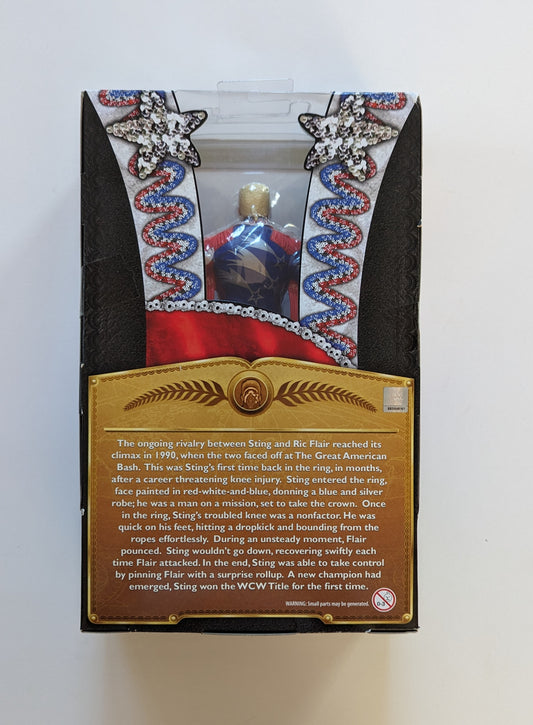 The ongoing rivalry between Sting and Ric Flair reached its
climax in 1990, when the two faced off at The Great American
Bash. This was Sting's first time back in the ring, in months,
after a career threatening knee injury. Sting entered the ring,
face painted in red-white-and-blue, donning a blue and silver
robe; he was a man on a mission, set to take the crown. Once
in the ring, Sting's troubled knee was a nonfactor. He was
quick on his feet, hitting a dropkick and bounding from the
ropes effortlessly. During an unsteady moment, Flair
pounced. Sting wouldn't go down, recovering swiftly each
time Flair attacked. In the end, Sting was able to take control
by pinning Flair with a surprise rollup. A new champion had
emerged, Sting won the WCW Title for the first time.
WARNING: Small parts may be generated.
0-3